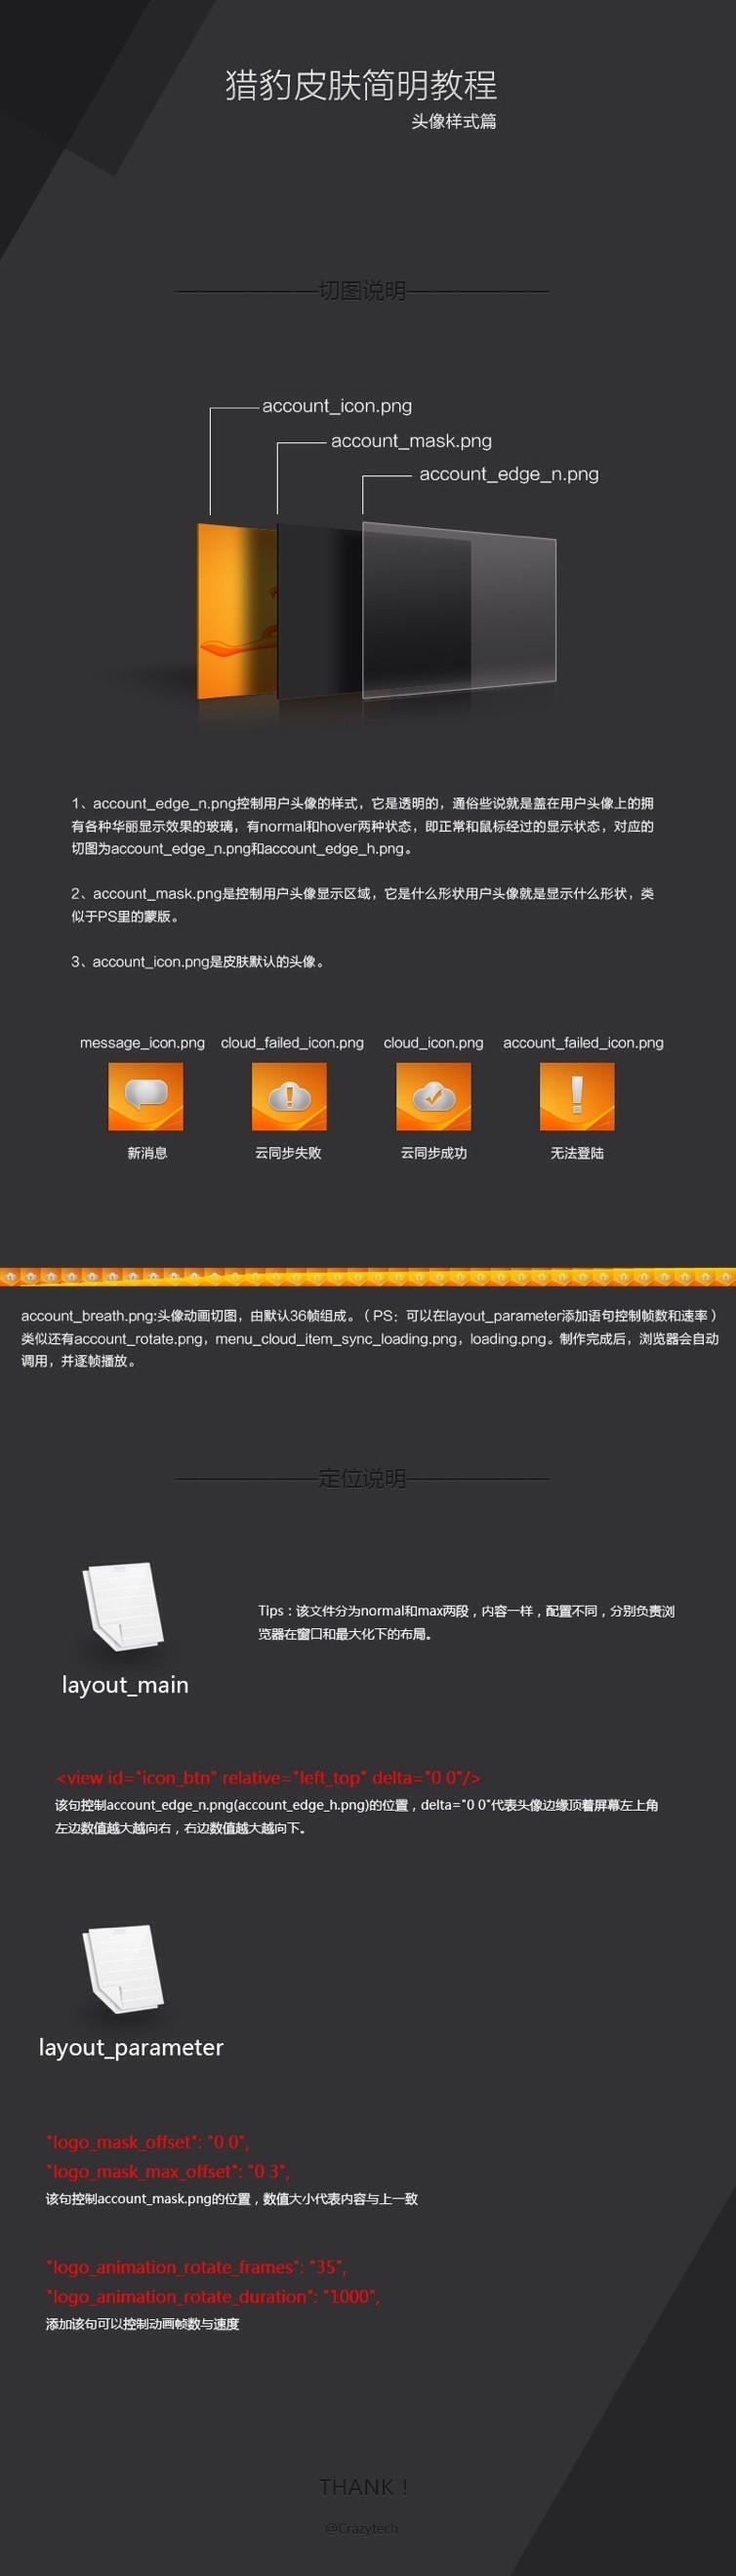 猎豹皮肤简明教程
头像样式篇
切图说明
account_icon.png
account_mask.png
account_edge_n.png
1、account_edge_n.png控制用户头像的样式，它是透明的，通俗些说就是盖在用户头像上的拥
有各种华丽显示效果的玻璃，有normal和hover两种状态，即正常和鼠标经过的显示状态，对应的
切图为account_edge_n.png和account_edge_h.png。
2、account_mask.png是控制用户头像显示区域，它是什么形状用户头像就是显示什么形状，类
似于PS里的蒙版。
3、account_icon.png是皮肤默认的头像。
message_icon.png cloud_failed_icon.png cloud_icon.png account_failed_icon.png
新消息 云同步失败 云同步成功 无法登陆
account_breath.png:头像动画切图，由默认36帧组成。（PS：可以在layout_parameter添加语句控制帧数和速率）
类似还有account_rotate.png，menu_cloud_item_sync_loading.png，loading.png。制作完成后，浏览器会自动
调用，并逐帧播放。
定位说明
Tips：该文件分为normal和max两段，内容一样，配置不同，分别负责浏
览器在窗口和最大化下的布局。
layout_main
<view id="icon_btn" relative="left_top" delta="0 0"/>
该句控制account_edge_n.png(account_edge_h.png)的位置，delta="0 0"代表头像边缘顶着屏幕左上角
左边数值越大越向右，右边数值越大越向下。
layout_parameter
"logo_mask_offset": "0 0",
"logo_mask_max_offset": "0 3",
该句控制account_mask.png的位置，数值大小代表内容与上一致
"logo_animation_rotate_frames": "35",
"logo_animation_rotate_duration": "1000",
添加该句可以控制动画帧数与速度
THANK !
@Crazytech